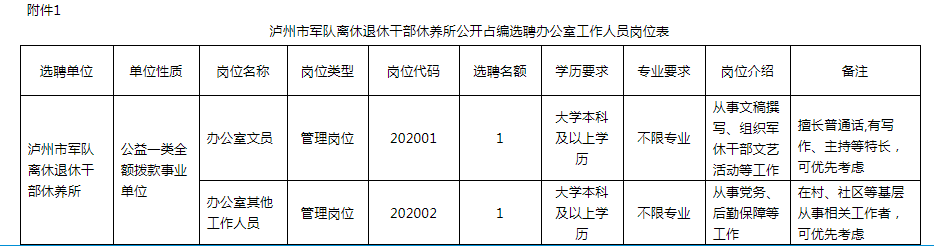 附件1
泸州市军队离休退休干部休养所公开占编选聘办公室工作人员岗位表
选聘单位 单位性质 岗位名称 岗位类型 岗位代码 选聘名额 学历要求 专业要求 岗位介绍 备注
泸州市军队
离休退休干
部休养所
公益一类全
额拨款事业
单位
办公室文员
管理岗位
202001
1
大学本科
及以上学
历
不限专业
从事文稿撰
写、组织军
休干部文艺
活动等工作
擅长普通话,有写
作、主持等特长，
可优先考虑
办公室其他
工作人员
管理岗位
202002
1
大学本科
及以上学
历
不限专业
从事党务、
后勤保障等
工作
在村、社区等基层
从事相关工作者，
可优先考虑